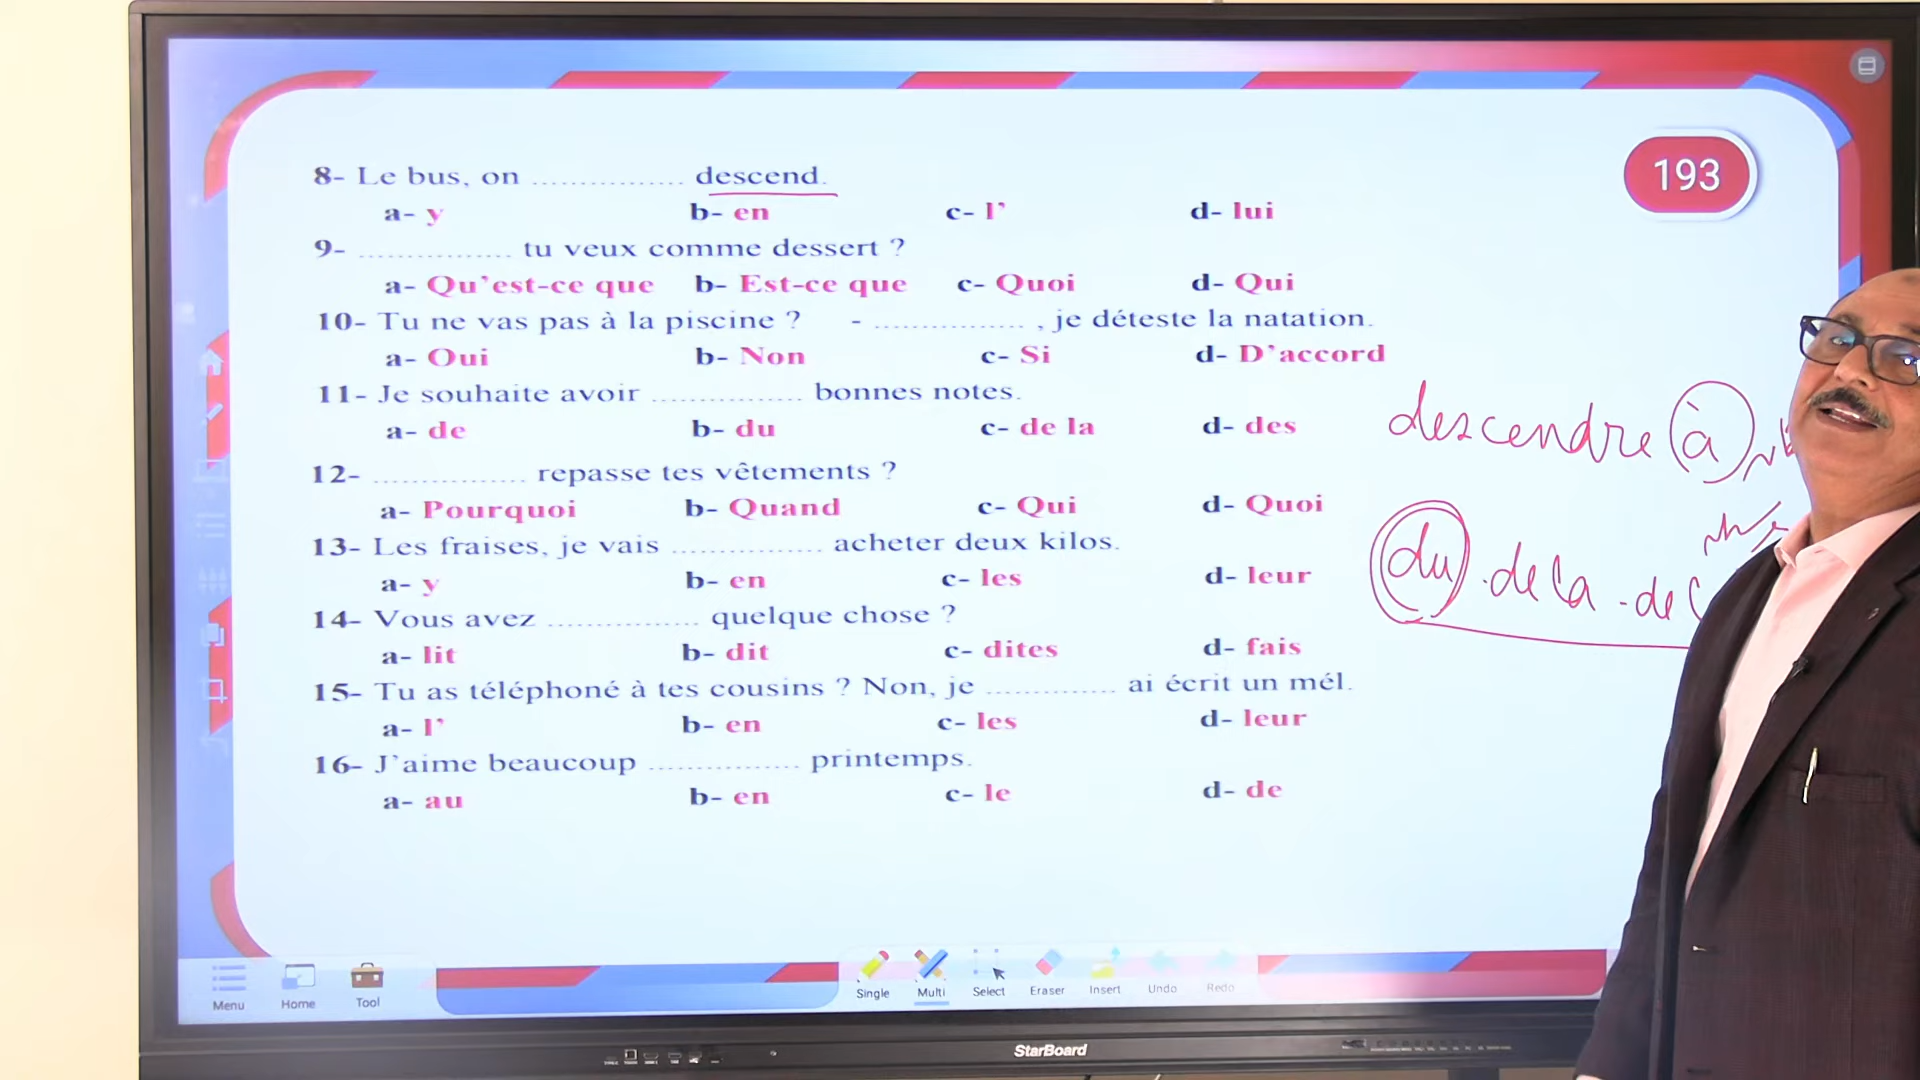 193
8- Le bus, on ................ descend.
a- y b- en c- l' d- lui
9- ................ tu veux comme dessert ?
a- Qu'est-ce que b- Est-ce que c- Quoi d- Qui
10- Tu ne vas pas à la piscine ? - ................ , je déteste la natation.
a- Oui b- Non c- Si d- D'accord
11- Je souhaite avoir ................ bonnes notes.
a- de b- du c- de la d- des
12- ................ repasse tes vêtements ?
a- Pourquoi b- Quand c- Qui d- Quoi
13- Les fraises, je vais ................ acheter deux kilos.
a- y b- en c- les d- leur
14- Vous avez ................ quelque chose ?
a- lit b- dit c- dites d- fais
15- Tu as téléphoné à tes cousins ? Non, je .............. ai écrit un mél.
a- l' b- en c- les d- leur
16- J'aime beaucoup ................ printemps.
a- au b- en c- le d- de
descendre à
du . de la . de
Menu Home Tool Single Multi Select Eraser Insert Undo Redo
StarBoard